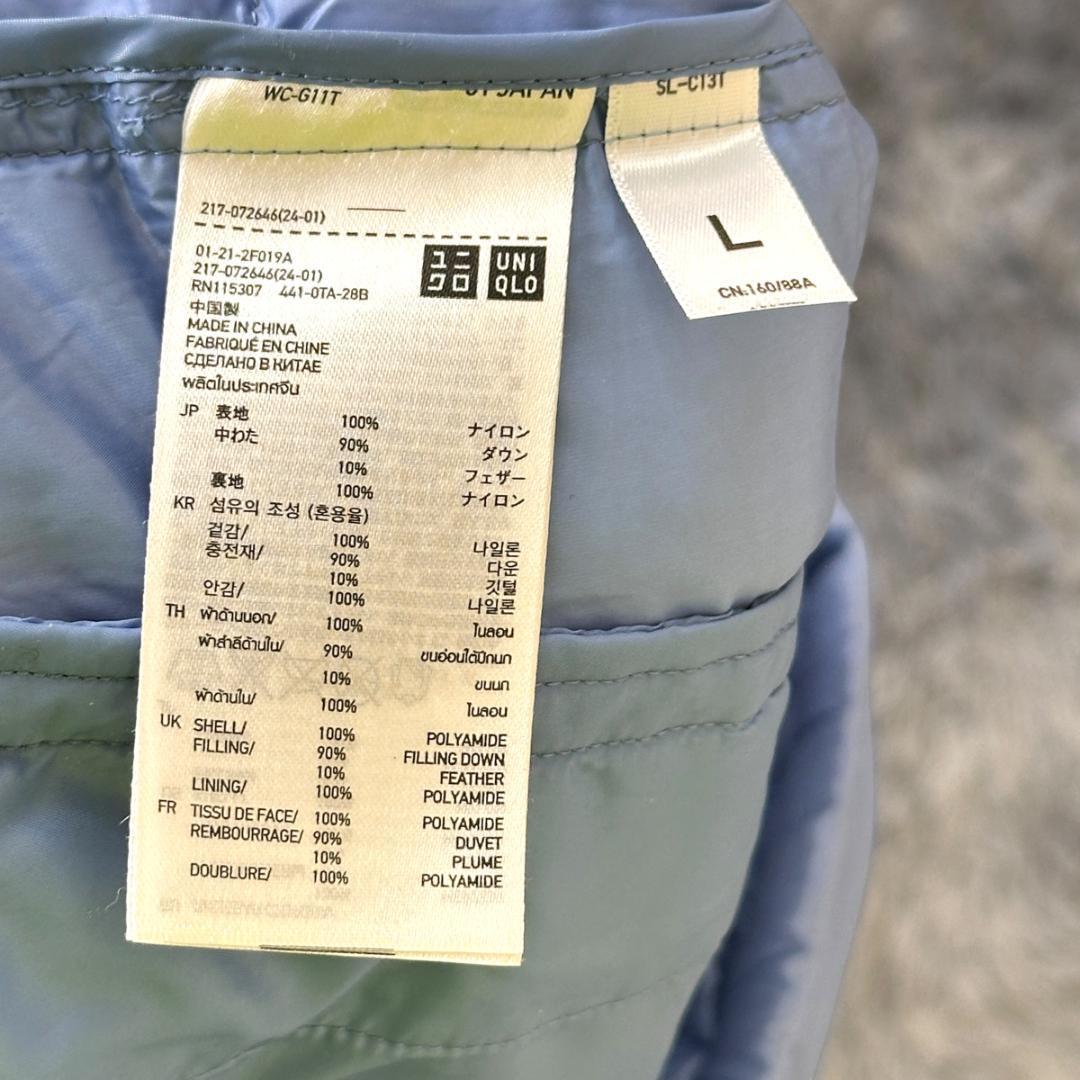 WC-G11T
SL-C13T
217-072646(24-01)
L
CN:160/88A
01-21-2F019A
217-072646(24-01)
RN115307 441-0TA-28B
ユニ
クロ
UNI
QLO
中国製
MADE IN CHINA
FABRIQUÉ EN CHINE
СДЕЛАНО В КИТАЕ
ผลิตในประเทศจีน
JP 表地 100% ナイロン
中わた 90% ダウン
10% フェザー
裏地 100% ナイロン
KR 섬유의 조성 (혼용율)
겉감/ 100% 나일론
충전재/ 90% 다운
10% 깃털
안감/ 100% 나일론
TH ผ้าด้านนอก/ 100% ไนลอน
ผ้าสำลีด้านใน/ 90% ขนอ่อนใต้ปีกนก
10% ขนนก
ผ้าด้านใน/ 100% ไนลอน
UK SHELL/ 100% POLYAMIDE
FILLING/ 90% FILLING DOWN
10% FEATHER
LINING/ 100% POLYAMIDE
FR TISSU DE FACE/ 100% POLYAMIDE
REMBOURRAGE/ 90% DUVET
10% PLUME
DOUBLURE/ 100% POLYAMIDE